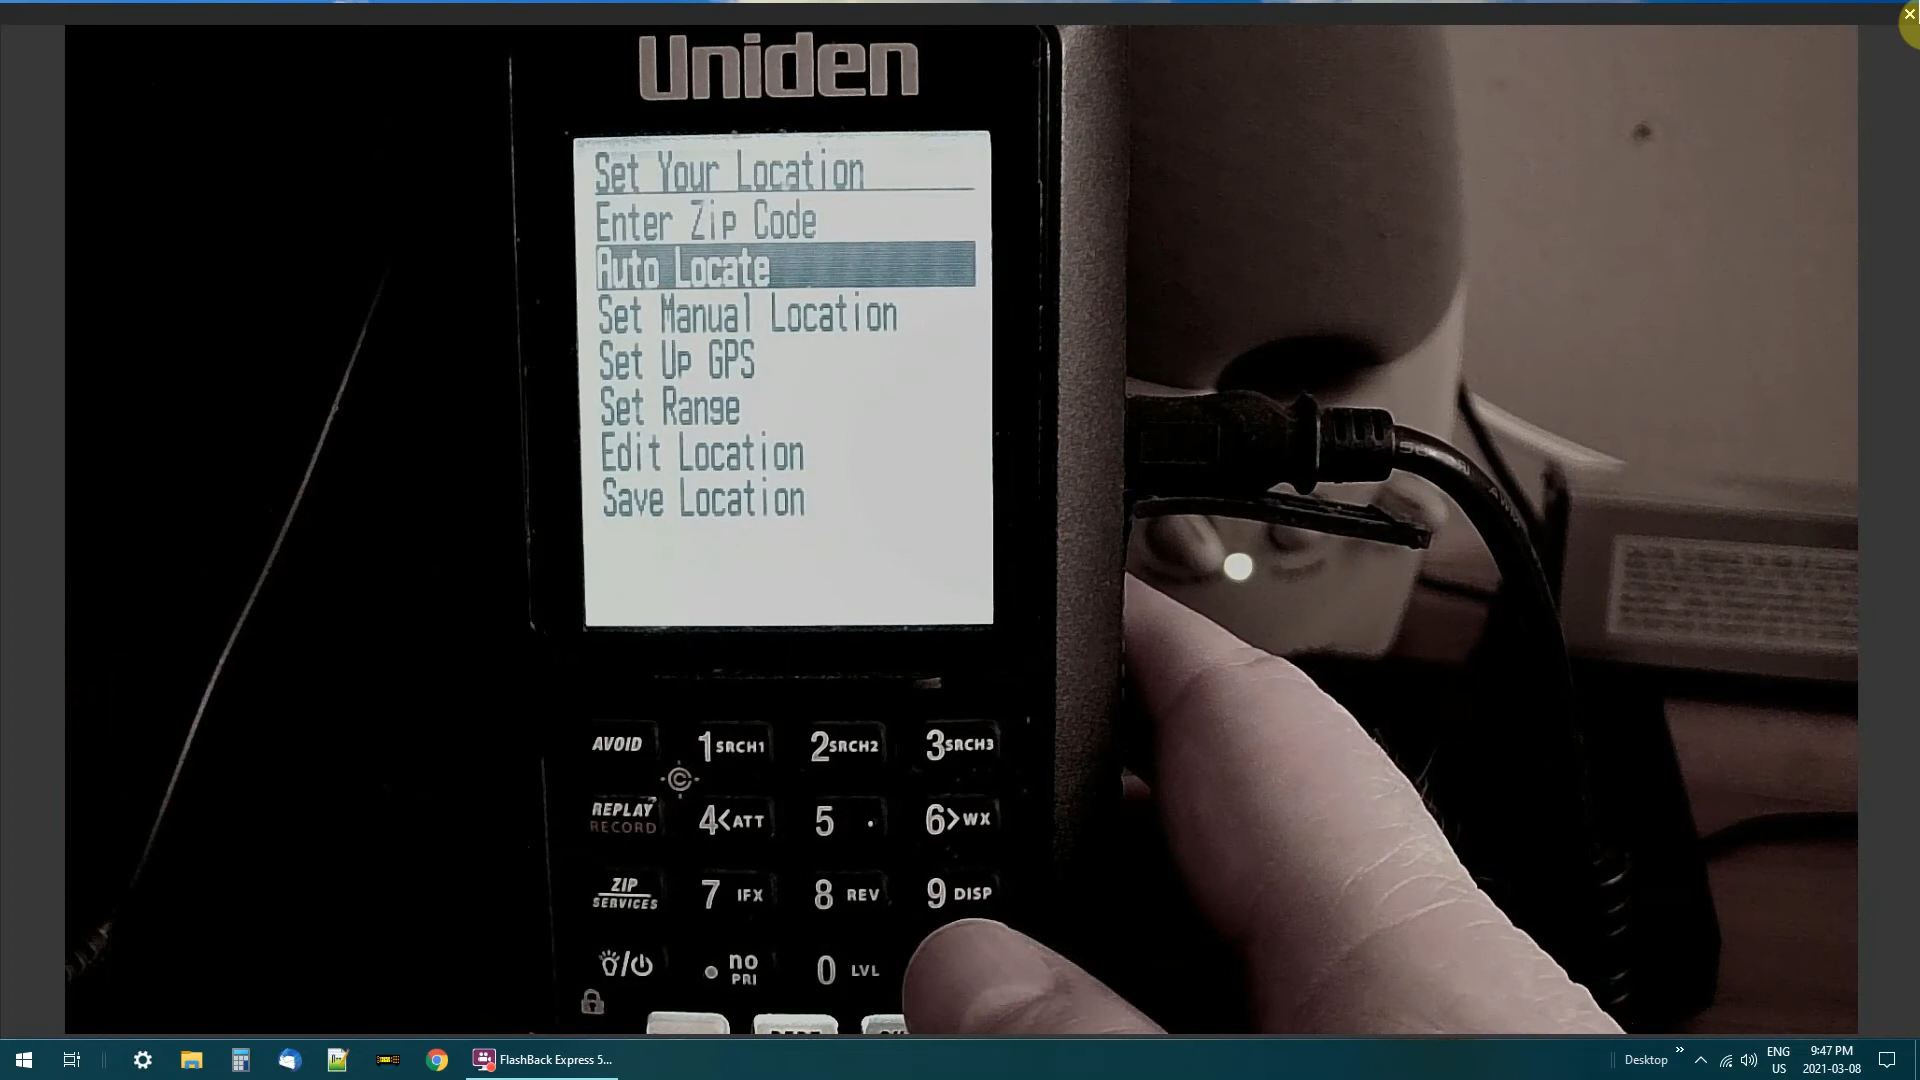 Uniden
Set Your Location
Enter Zip Code
Auto Locate
Set Manual Location
Set Up GPS
Set Range
Edit Location
Save Location
AVOID 1 SRCH1 2 SRCH2 3 SRCH3
©
REPLAY 4 < ATT 5 . 6 > WX
RECORD
ZIP 7 IFX 8 REV 9 DISP
SERVICES
no
PRI 0 LVL
FlashBack Express 5...
Desktop » ENG 9:47 PM
US 2021-03-08